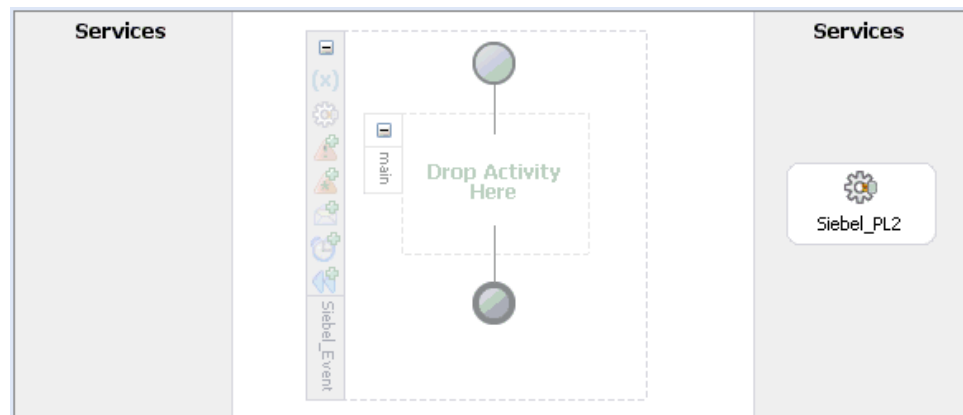 Services
Services
(x)
main
Drop Activity
Here
Siebel_PL2
Siebel_Event